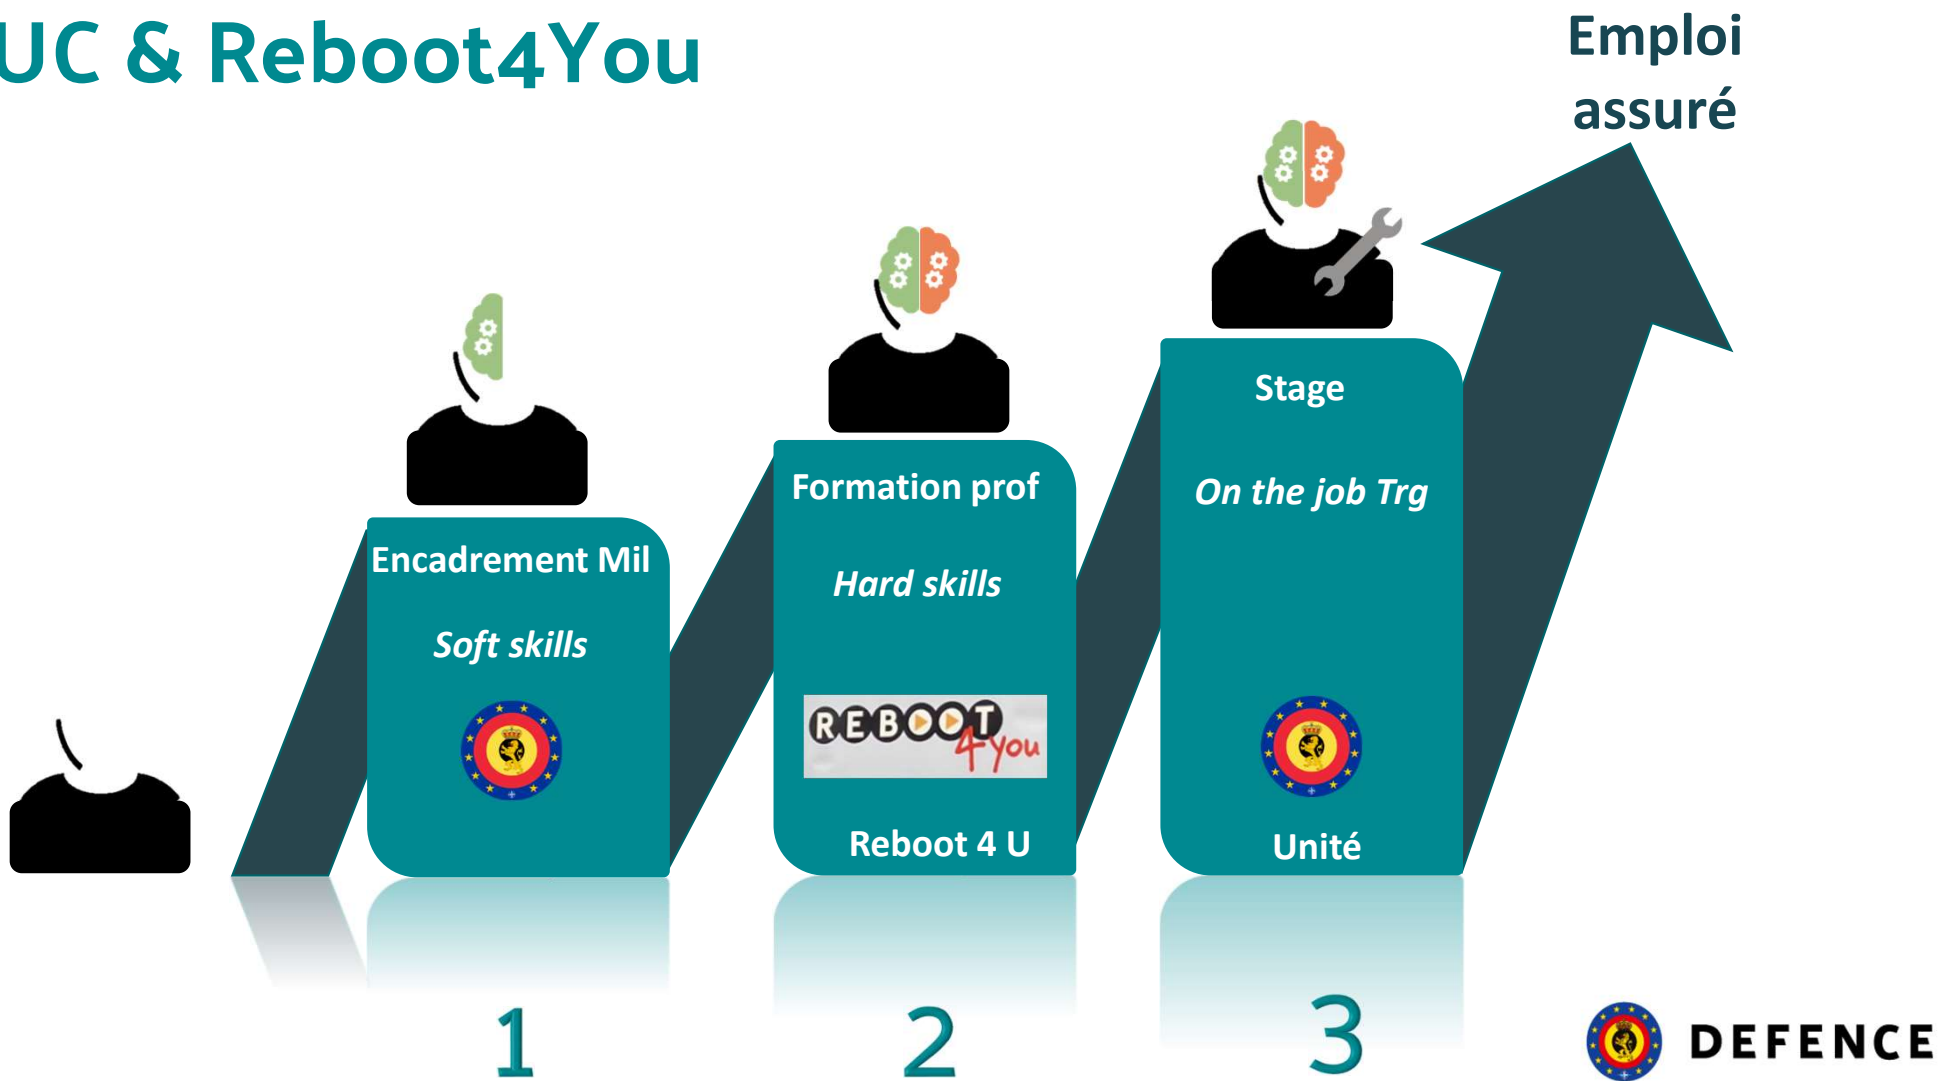 UC & Reboot4You
Emploi
assuré
Encadrement Mil
Soft skills
Formation prof
Hard skills
REBOOT
4You
Reboot 4 U
Stage
On the job Trg
Unité
1
2
3
DEFENCE